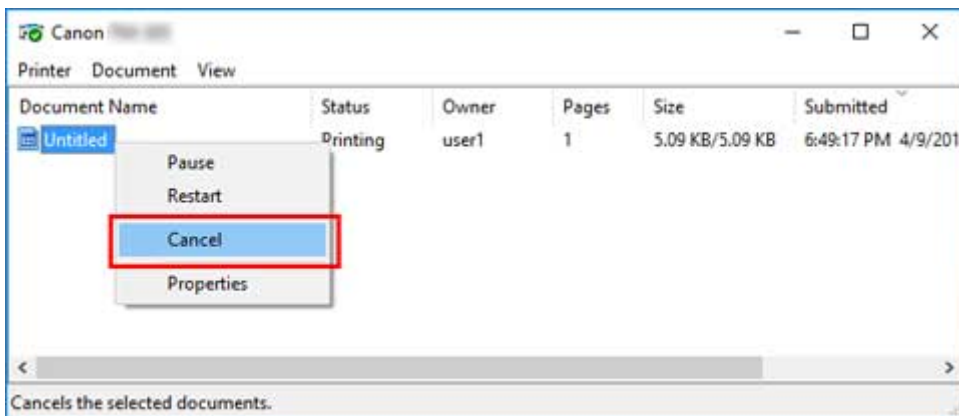 Canon
Printer Document View
Document Name Status Owner Pages Size Submitted
Untitled Printing user1 1 5.09 KB/5.09 KB 6:49:17 PM 4/9/201
Pause
Restart
Cancel
Properties
Cancels the selected documents.